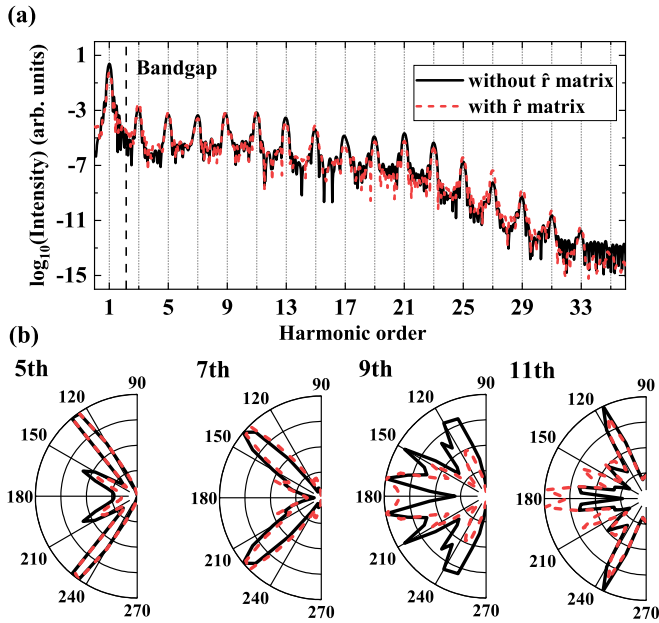 (a)
1
-3
-7
-11
-15
log10(Intensity) (arb. units)
Bandgap
without r̂ matrix
with r̂ matrix
1 5 9 13 17 21 25 29 33
Harmonic order
(b)
5th 7th 9th 11th
90 120 150 180 210 240 270
90 120 150 180 210 240 270
90 120 150 180 210 240 270
90 120 150 180 210 240 270